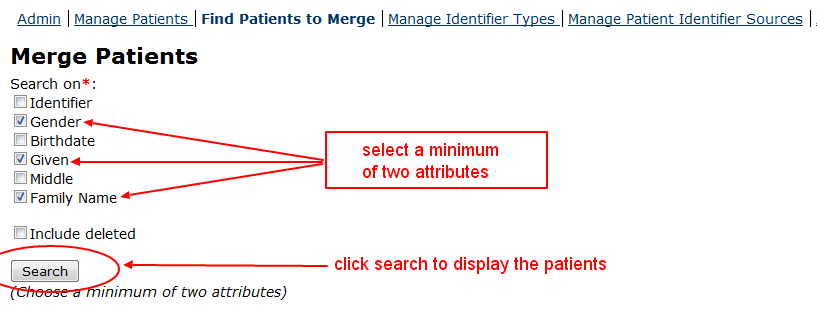 Admin | Manage Patients | Find Patients to Merge | Manage Identifier Types | Manage Patient Identifier Sources |
Merge Patients
Search on*:
Identifier
Gender
Birthdate
Given
Middle
Family Name
select a minimum
of two attributes
Include deleted
Search
click search to display the patients
(Choose a minimum of two attributes)